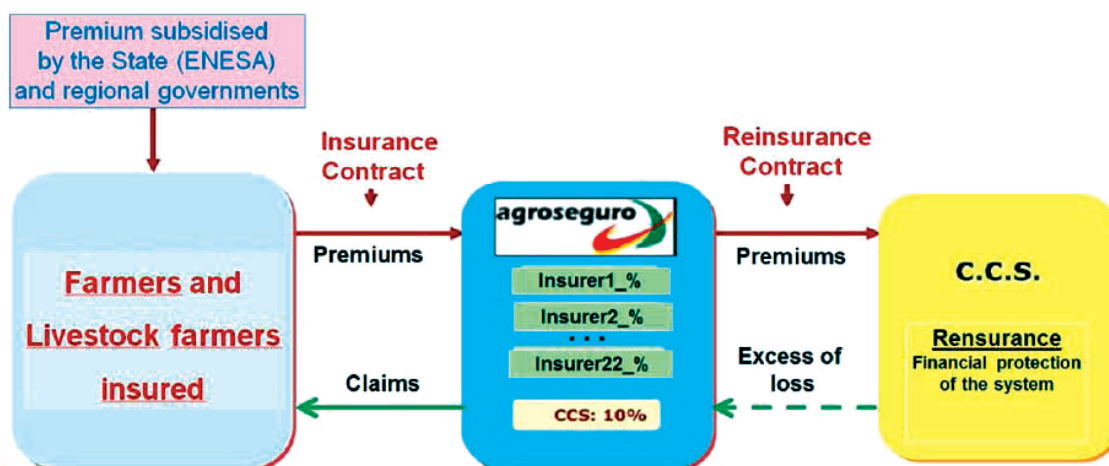 Premium subsidised
by the State (ENESA)
and regional governments
Insurance
Contract
Reinsurance
Contract
Farmers and
Livestock farmers
insured
Premiums
Claims
agroseguro
Insurer1_%
Insurer2_%
...
Insurer22_%
CCS: 10%
Premiums
Excess of
loss
C.C.S.
Rensurance
Financial protection
of the system